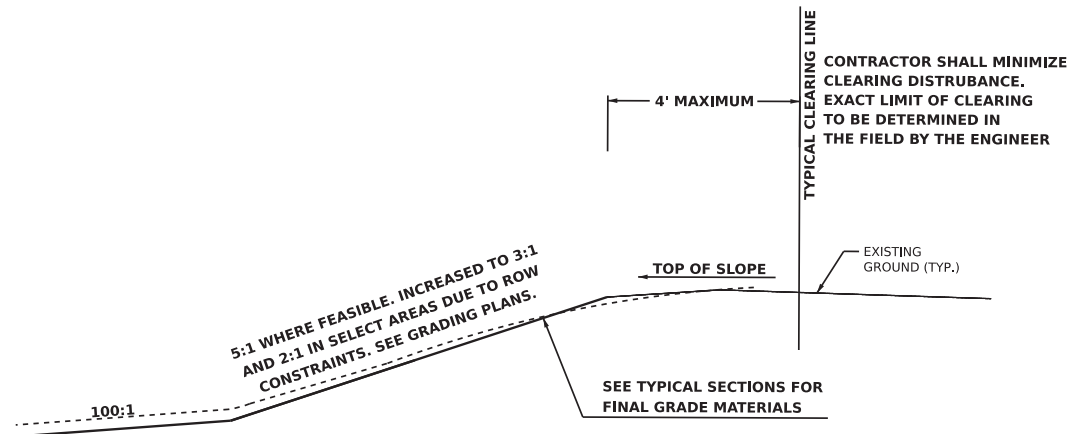 TYPICAL CLEARING LINE
CONTRACTOR SHALL MINIMIZE
CLEARING DISTRUBANCE.
EXACT LIMIT OF CLEARING
TO BE DETERMINED IN
THE FIELD BY THE ENGINEER
4' MAXIMUM
EXISTING
GROUND (TYP.)
TOP OF SLOPE
5:1 WHERE FEASIBLE. INCREASED TO 3:1
AND 2:1 IN SELECT AREAS DUE TO ROW
CONSTRAINTS. SEE GRADING PLANS.
SEE TYPICAL SECTIONS FOR
FINAL GRADE MATERIALS
100:1